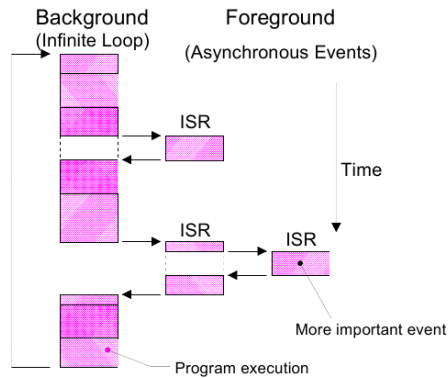 Background
(Infinite Loop)
Foreground
(Asynchronous Events)
ISR
Time
ISR
ISR
More important event
Program execution